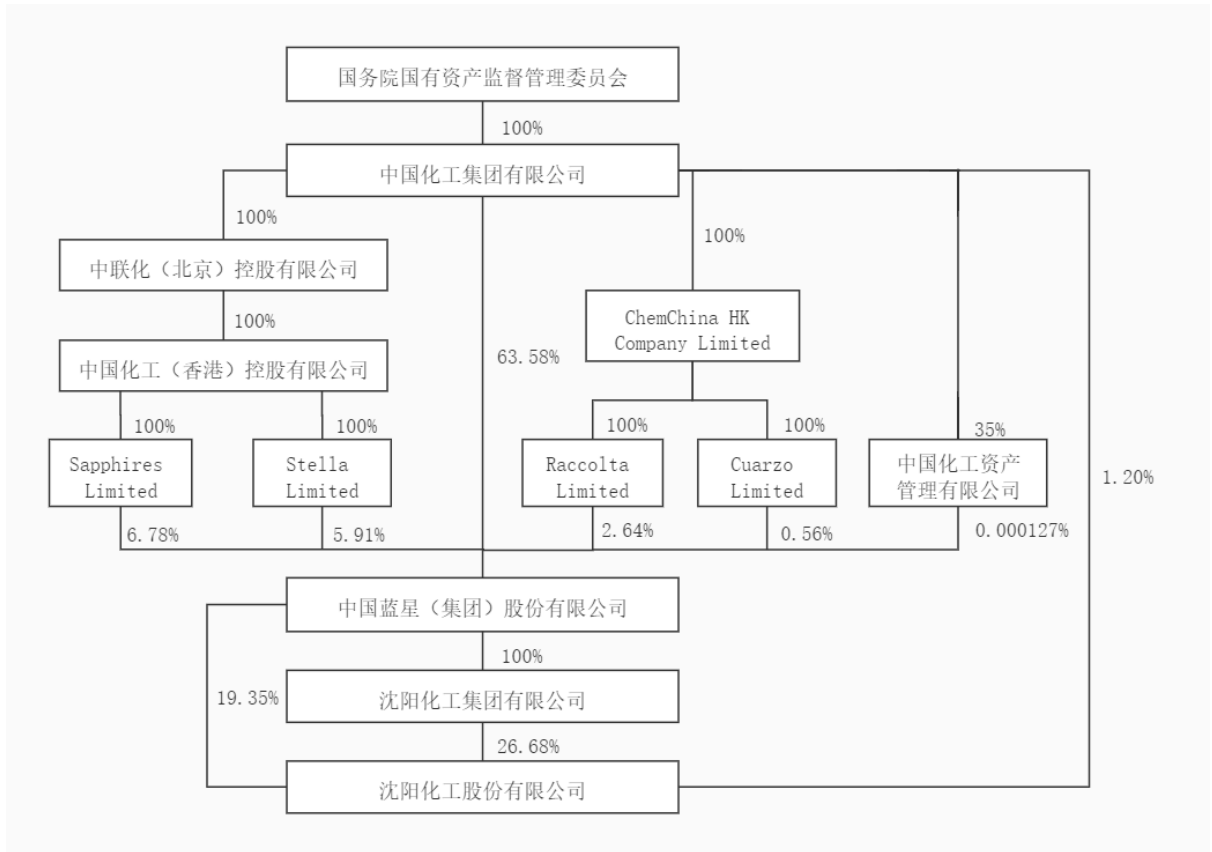 国务院国有资产监督管理委员会
100%
中国化工集团有限公司
100%
100%
中联化（北京）控股有限公司
100%
ChemChina HK
Company Limited
63.58%
中国化工（香港）控股有限公司
100%
100%
100%
100%
35%
Sapphires
Limited
Stella
Limited
Raccolta
Limited
Cuarzo
Limited
中国化工资产
管理有限公司
1.20%
6.78%
5.91%
2.64%
0.56%
0.000127%
中国蓝星（集团）股份有限公司
100%
19.35%
沈阳化工集团有限公司
26.68%
沈阳化工股份有限公司